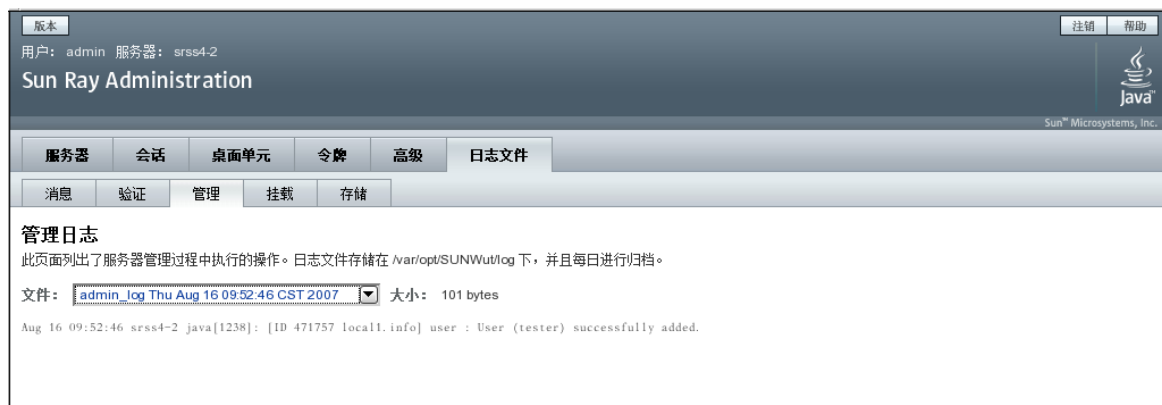 版本 注销 帮助
用户: admin 服务器: srss4-2
Sun Ray Administration
Java™
Sun™ Microsystems, Inc.
服务器 会话 桌面单元 令牌 高级 日志文件
消息 验证 管理 挂载 存储
管理日志
此页面列出了服务器管理过程中执行的操作。日志文件存储在 /var/opt/SUNWut/log 下，并且每日进行归档。
文件: admin_log Thu Aug 16 09:52:46 CST 2007 大小: 101 bytes
Aug 16 09:52:46 srss4-2 java[1238]: [ID 471757 local1.info] user : User (tester) successfully added.